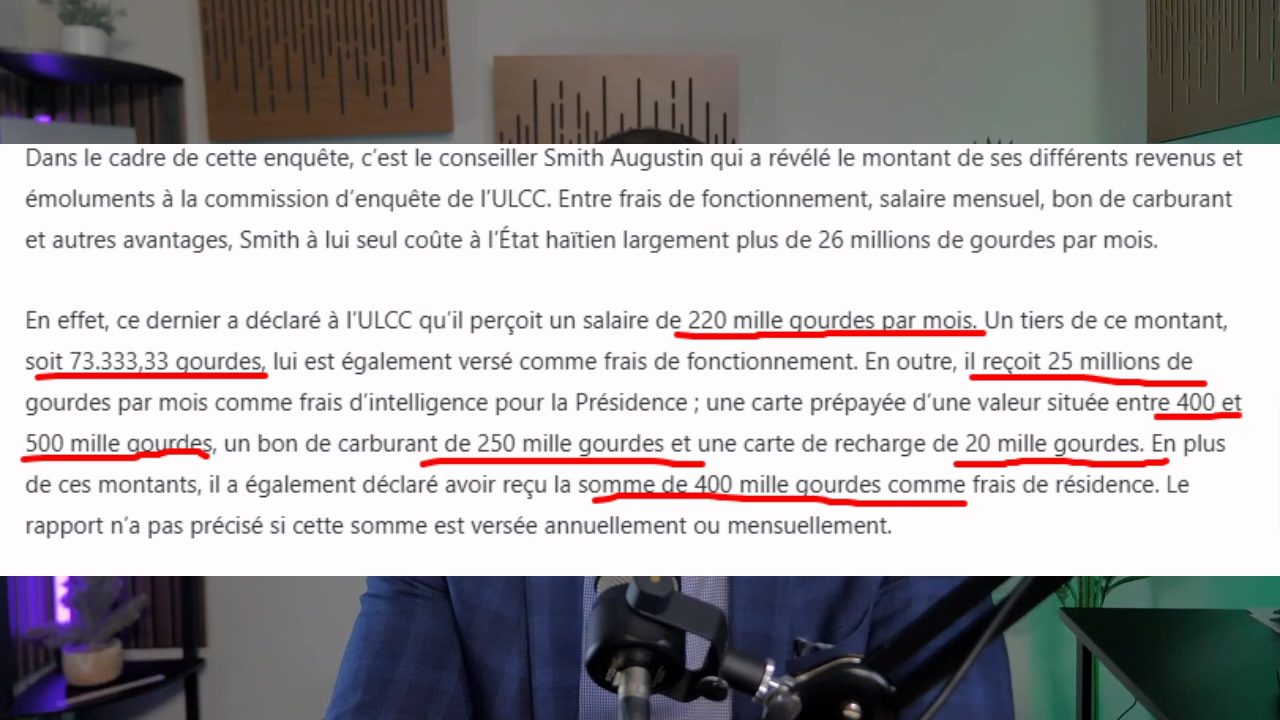 Dans le cadre de cette enquête, c’est le conseiller Smith Augustin qui a révélé le montant de ses différents revenus et
émoluments à la commission d’enquête de l’ULCC. Entre frais de fonctionnement, salaire mensuel, bon de carburant
et autres avantages, Smith à lui seul coûte à l’État haïtien largement plus de 26 millions de gourdes par mois.
En effet, ce dernier a déclaré à l’ULCC qu’il perçoit un salaire de 220 mille gourdes par mois. Un tiers de ce montant,
soit 73.333,33 gourdes, lui est également versé comme frais de fonctionnement. En outre, il reçoit 25 millions de
gourdes par mois comme frais d’intelligence pour la Présidence ; une carte prépayée d’une valeur située entre 400 et
500 mille gourdes, un bon de carburant de 250 mille gourdes et une carte de recharge de 20 mille gourdes. En plus
de ces montants, il a également déclaré avoir reçu la somme de 400 mille gourdes comme frais de résidence. Le
rapport n’a pas précisé si cette somme est versée annuellement ou mensuellement.